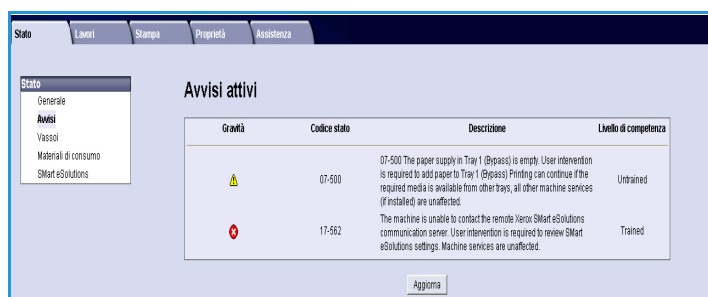 Stato Lavori Stampa Proprietà Assistenza
Stato
Generale
Avvisi
Vassoi
Materiali di consumo
SMart eSolutions
Avvisi attivi
Gravità Codice stato Descrizione Livello di competenza
07-500 The paper supply in Tray 1 (Bypass) is empty. User intervention
is required to add paper to Tray 1 (Bypass) Printing can continue if the
07-500 required media is available from other trays, all other machine services Untrained
(if installed) are unaffected.
The machine is unable to contact the remote Xerox SMart eSolutions
17-562 communication server. User intervention is required to review SMart Trained
eSolutions settings. Machine services are unaffected.
Aggiorna